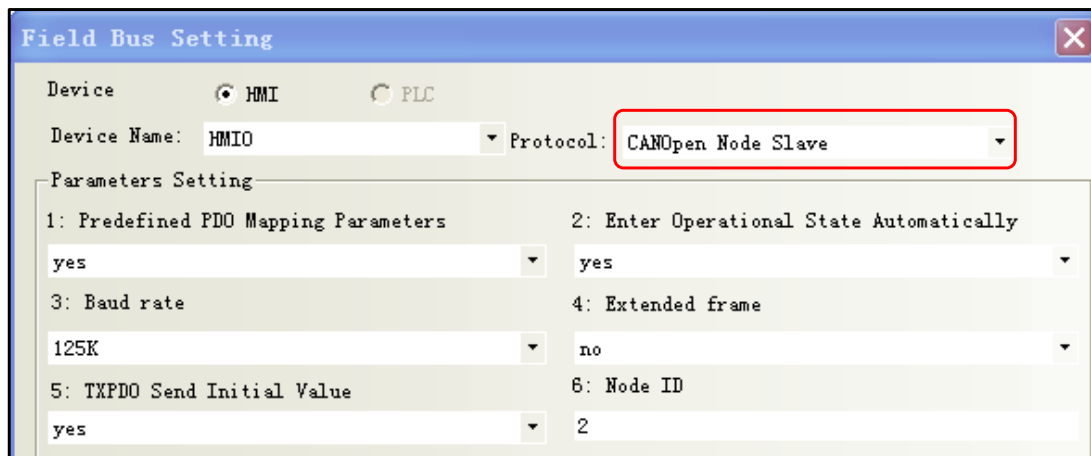 Field Bus Setting
Device HMI PLC
Device Name: HMI0 Protocol: CANOpen Node Slave
Parameters Setting
1: Predefined PDO Mapping Parameters 2: Enter Operational State Automatically
yes yes
3: Baud rate 4: Extended frame
125K no
5: TXPDO Send Initial Value 6: Node ID
yes 2